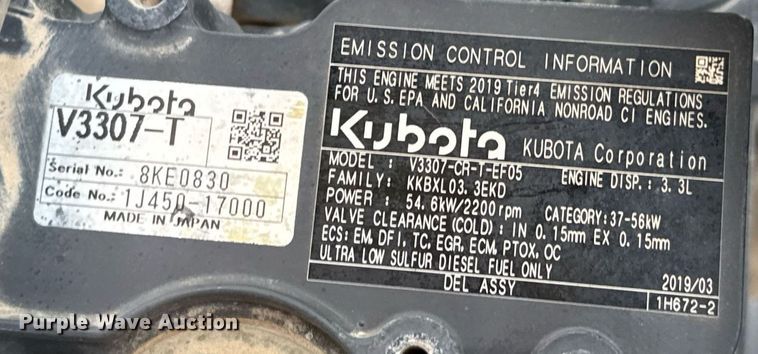 Kubota
V3307-T
Serial No.: 8KE0830
Code No.: 1J450-17000
MADE IN JAPAN
EMISSION CONTROL INFORMATION
THIS ENGINE MEETS 2019 Tier4 EMISSION REGULATIONS
FOR U.S. EPA AND CALIFORNIA NONROAD CI ENGINES.
Kubota KUBOTA Corporation
MODEL : V3307-CR-T-EF05 ENGINE DISP.: 3.3L
FAMILY: KKBXL03.3EKD
POWER : 54.6kW/2200rpm CATEGORY:37-56kW
VALVE CLEARANCE (COLD) : IN 0.15mm EX 0.15mm
ECS: EM, DFI, TC, EGR, ECM, PTOX, OC
ULTRA LOW SULFUR DIESEL FUEL ONLY
DEL ASSY
2019/03
1H672-2
Purple Wave Auction